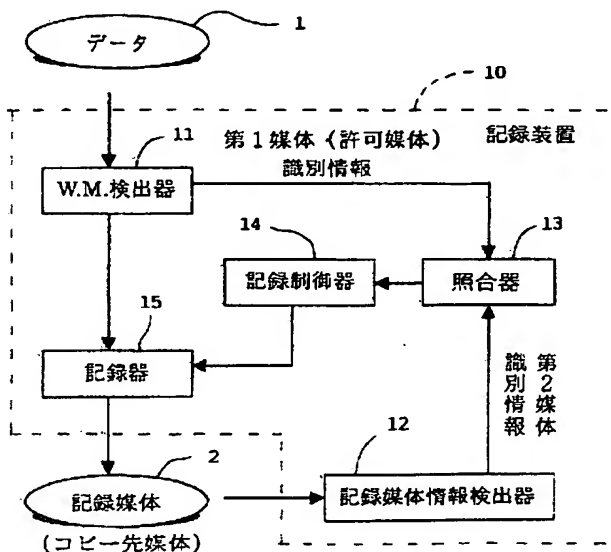 1
データ
10
11
第1媒体（許可媒体）
識別情報
記録装置
W.M.検出器
14
13
記録制御器
照合器
15
記録器
第2媒体
識別情報
2
12
記録媒体
記録媒体情報検出器
(コピー先媒体)